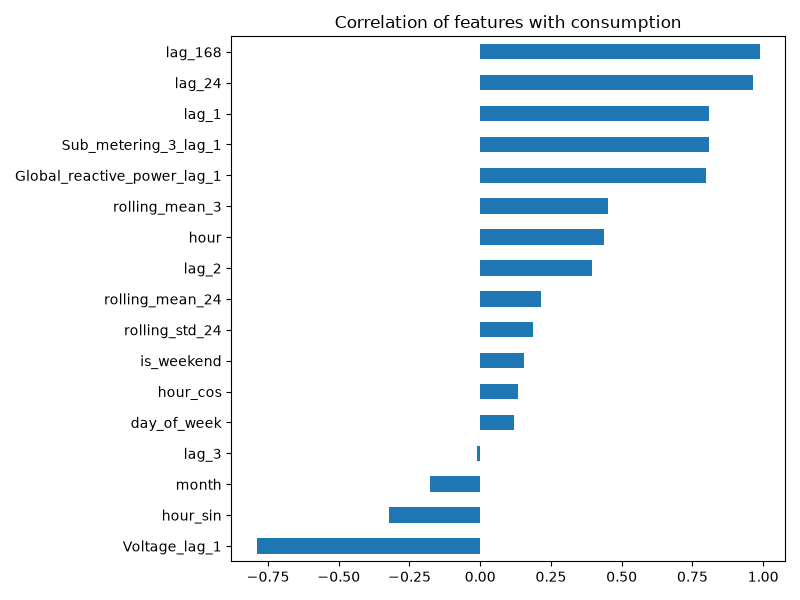 Correlation of features with consumption
lag_168
lag_24
lag_1
Sub_metering_3_lag_1
Global_reactive_power_lag_1
rolling_mean_3
hour
lag_2
rolling_mean_24
rolling_std_24
is_weekend
hour_cos
day_of_week
lag_3
month
hour_sin
Voltage_lag_1
−0.75 −0.50 −0.25 0.00 0.25 0.50 0.75 1.00